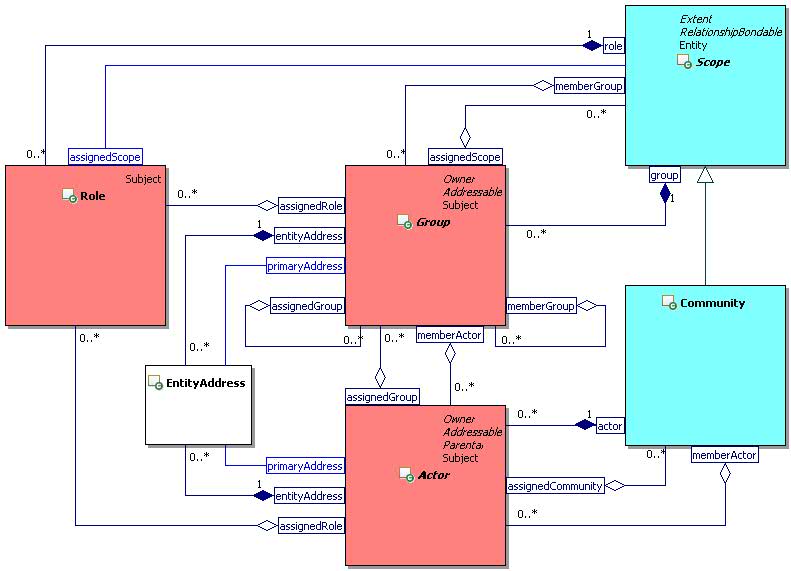 Extent
RelationshipBondable
Entity
Scope
1
role
memberGroup
0..*
0..*
assignedScope
0..*
assignedScope
group
1
Subject
Role
0..*
assignedRole
Owner
Addressable
Subject
Group
1
entityAddress
0..*
primaryAddress
Community
assignedGroup
memberGroup
0..*
0..*
0..*
memberActor
0..*
0..*
EntityAddress
0..*
assignedGroup
0..*
Owner
Addressable
Parental
Subject
Actor
0..*
1
actor
0..*
primaryAddress
0..*
memberActor
1
entityAddress
assignedCommunity
assignedRole
0..*